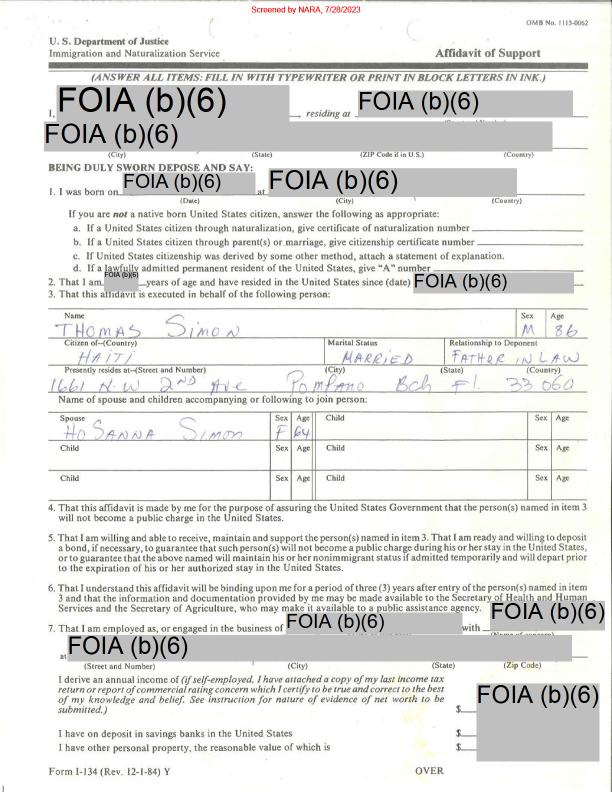 Screened by NARA, 7/28/2023
OMB No. 1115-0062
U. S. Department of Justice
Immigration and Naturalization Service
Affidavit of Support
(ANSWER ALL ITEMS: FILL IN WITH TYPEWRITER OR PRINT IN BLOCK LETTERS IN INK.)
I, FOIA (b)(6) , residing at FOIA (b)(6)
FOIA (b)(6)
(City) (State) (ZIP Code if in U.S.) (Country)
BEING DULY SWORN DEPOSE AND SAY:
1. I was born on FOIA (b)(6) at FOIA (b)(6)
(Date) (City) (Country)
If you are not a native born United States citizen, answer the following as appropriate:
a. If a United States citizen through naturalization, give certificate of naturalization number
b. If a United States citizen through parent(s) or marriage, give citizenship certificate number
c. If United States citizenship was derived by some other method, attach a statement of explanation.
d. If a lawfully admitted permanent resident of the United States, give "A" number
2. That I am FOIA (b)(6) years of age and have resided in the United States since (date) FOIA (b)(6)
3. That this affidavit is executed in behalf of the following person:
Name Sex Age
THOMAS SIMON M 86
Citizen of—(Country) Marital Status Relationship to Deponent
HAITI MARRIED FATHER IN LAW
Presently resides at—(Street and Number) (City) (State) (Country)
1661 N.W 2ND Ave Pompano Bch Fl. 33060
Name of spouse and children accompanying or following to join person:
Spouse Sex Age Child Sex Age
HOSANNA SIMON F 64
Child Sex Age Child Sex Age
Child Sex Age Child Sex Age
4. That this affidavit is made by me for the purpose of assuring the United States Government that the person(s) named in item 3
will not become a public charge in the United States.
5. That I am willing and able to receive, maintain and support the person(s) named in item 3. That I am ready and willing to deposit
a bond, if necessary, to guarantee that such person(s) will not become a public charge during his or her stay in the United States,
or to guarantee that the above named will maintain his or her nonimmigrant status if admitted temporarily and will depart prior
to the expiration of his or her authorized stay in the United States.
6. That I understand this affidavit will be binding upon me for a period of three (3) years after entry of the person(s) named in item
3 and that the information and documentation provided by me may be made available to the Secretary of Health and Human
Services and the Secretary of Agriculture, who may make it available to a public assistance agency.
7. That I am employed as, or engaged in the business of FOIA (b)(6) with FOIA (b)(6)
at FOIA (b)(6)
(Street and Number) (City) (State) (Zip Code)
I derive an annual income of (if self-employed, I have attached a copy of my last income tax
return or report of commercial rating concern which I certify to be true and correct to the best
of my knowledge and belief. See instruction for nature of evidence of net worth to be
submitted.) $ FOIA (b)(6)
I have on deposit in savings banks in the United States $
I have other personal property, the reasonable value of which is $
Form I-134 (Rev. 12-1-84) Y OVER